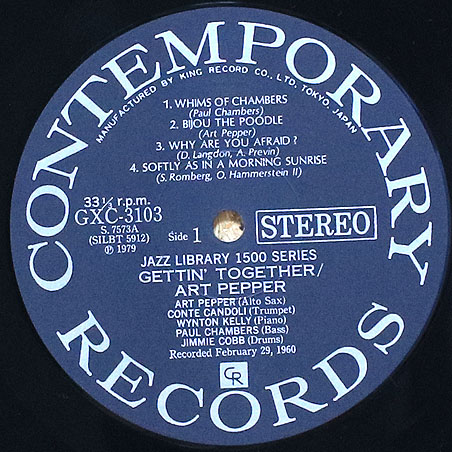 CONTEMPORARY
MANUFACTURED BY KING RECORD CO., LTD. TOKYO, JAPAN
1. WHIMS OF CHAMBERS
(Paul Chambers)
2. BIJOU THE POODLE
(Art Pepper)
3. WHY ARE YOU AFRAID?
(D. Langdon, A. Previn)
4. SOFTLY AS IN A MORNING SUNRISE
(S. Romberg, O. Hammerstein II)
33⅓ r.p.m.
GXC-3103
S. 7573A
(SILBT 5912)
℗ 1979
Side 1
STEREO
JAZZ LIBRARY 1500 SERIES
GETTIN' TOGETHER/
ART PEPPER
ART PEPPER (Alto Sax)
CONTE CANDOLI (Trumpet)
WYNTON KELLY (Piano)
PAUL CHAMBERS (Bass)
JIMMIE COBB (Drums)
Recorded February 29, 1960
CR
RECORDS